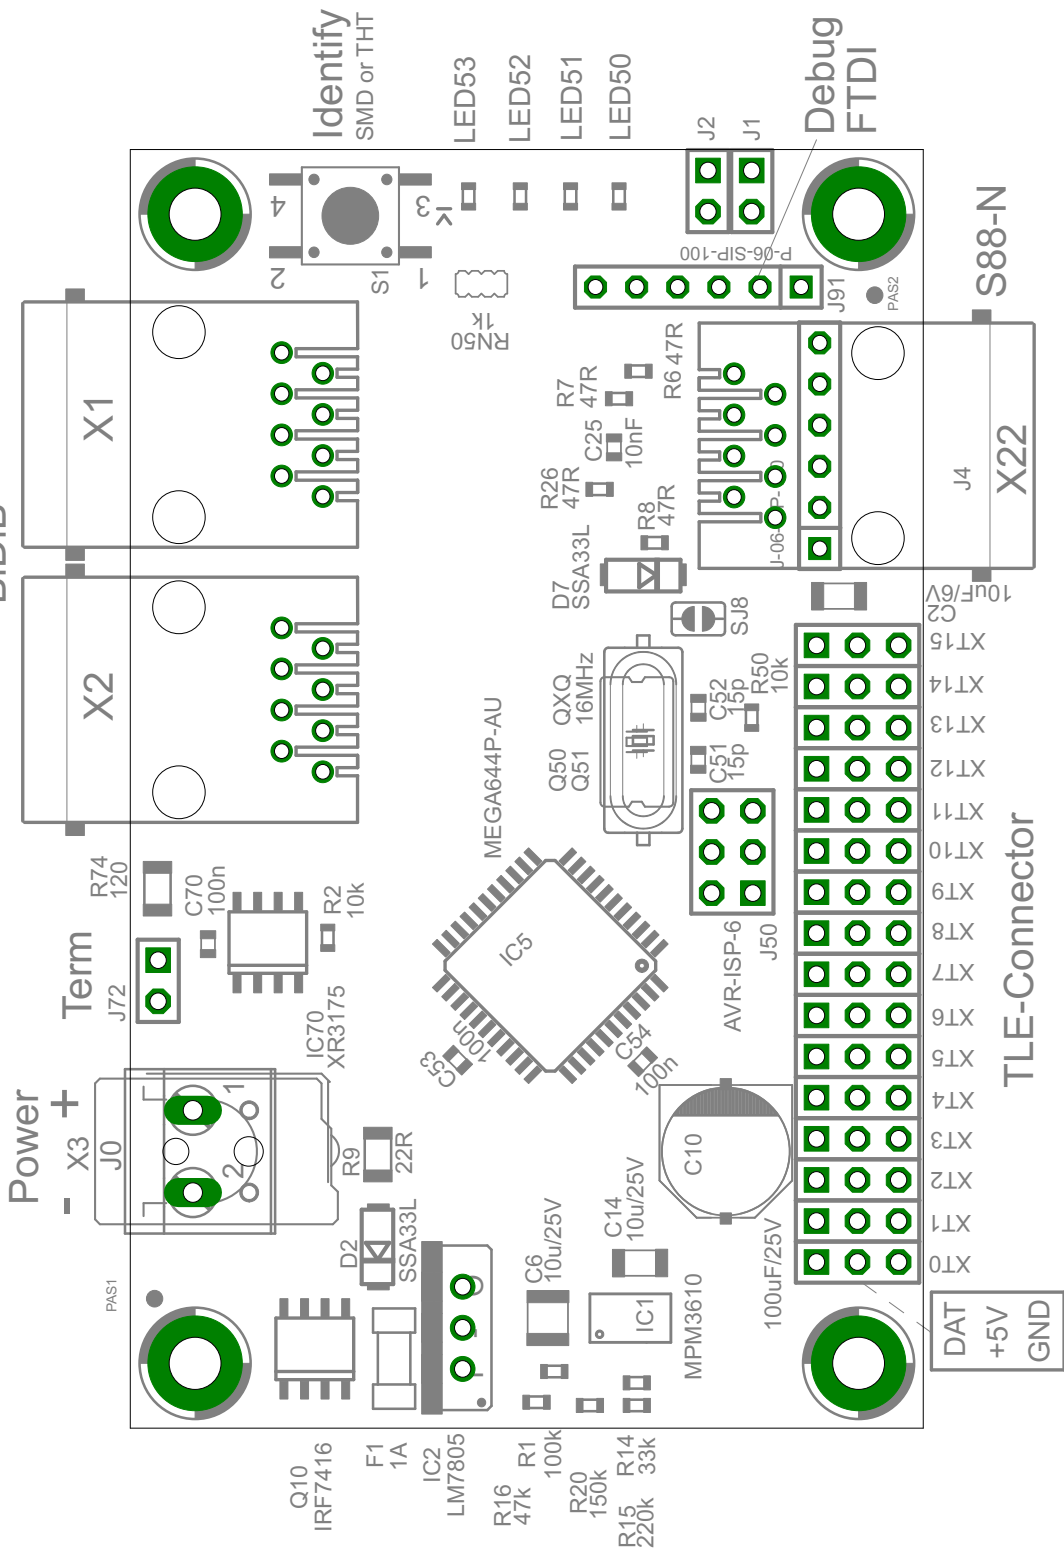 Identify
SMD or THT
LED53
LED52
LED51
LED50
J2
J1
Debug
FTDI
4
3
2
1
S1
RN50
1k
P-06-SIP-100
J91
PAS2
S88-N
X1
R7
47R
R6 47R
C25
10nF
R26
47R
R8
47R
J4
X22
D7
SSA33L
SJ8
10uF/6V
C2
X2
QXQ
16MHz
Q50
Q51
MEGA644P-AU
C52
15p
C51
15p
R50
10k
XT15
XT14
XT13
XT12
XT11
XT10
XT9
XT8
XT7
XT6
XT5
XT4
XT3
XT2
XT1
XT0
TLE-Connector
R74
120
C70
100n
R2
10k
Term
J72
IC70
XR3175
IC5
AVR-ISP-6
J50
C53
100n
C54
100n
Power
- +
X3
J0
1
2
R9
22R
D2
SSA33L
C10
100uF/25V
C14
10u/25V
C6
10u/25V
IC1
MPM3610
PAS1
DAT
+5V
GND
Q10
IRF7416
F1
1A
IC2
LM7805
R16
47k
R1
100k
R20
150k
R14
33k
R15
220k